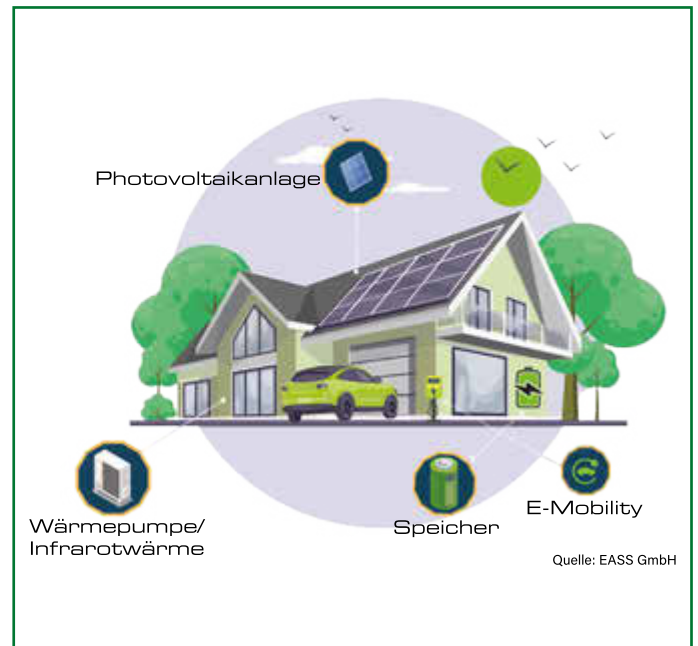 Photovoltaikanlage
Wärmepumpe/
Infrarotwärme
Speicher
E-Mobility
Quelle: EASS GmbH